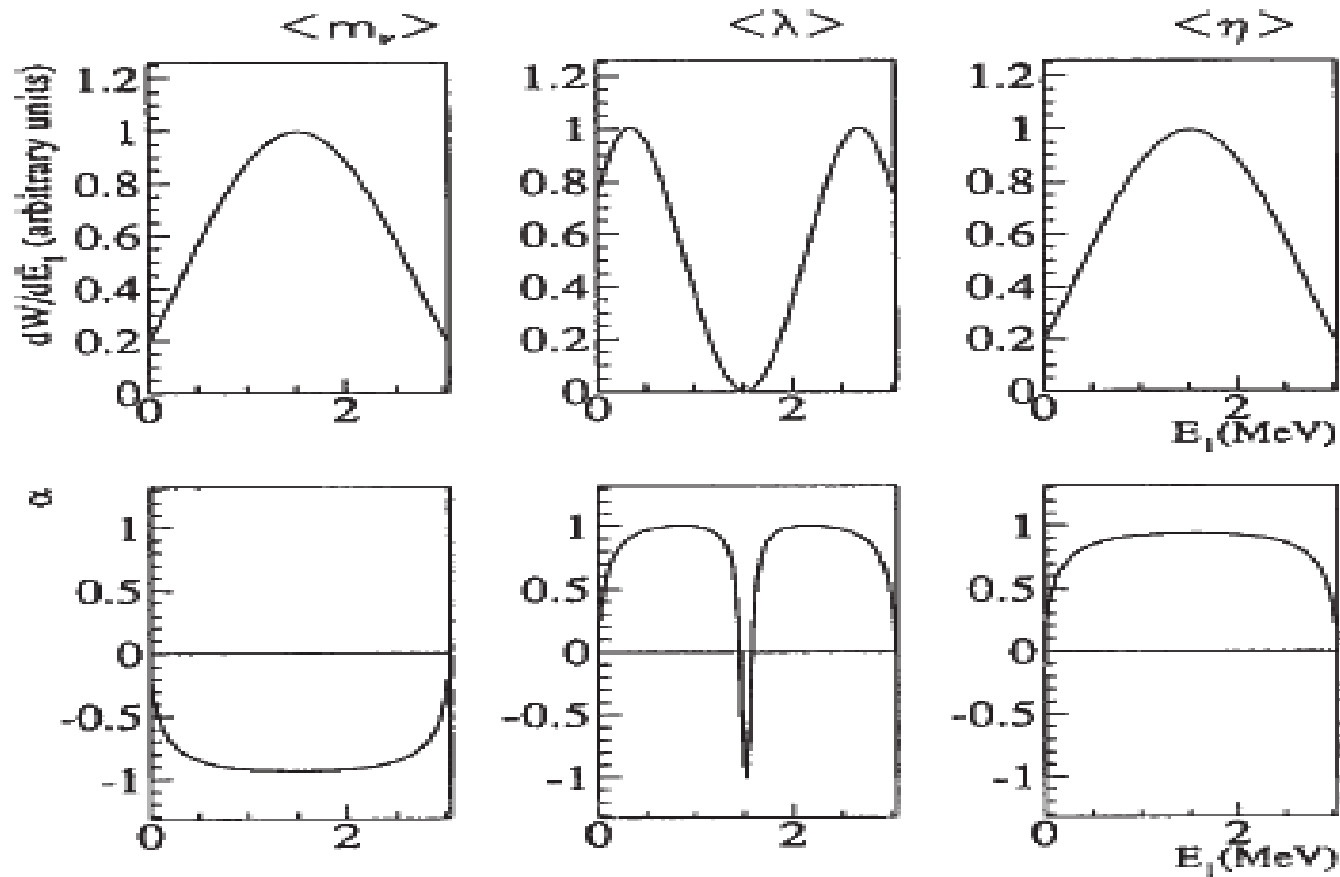 < m_ν > < λ > < η >
dW/dE₁ (arbitrary units)
1.2 1.2 1.2
1 1 1
0.8 0.8 0.8
0.6 0.6 0.6
0.4 0.4 0.4
0.2 0.2 0.2
0 0 0
0 2 0 2 0 2
E₁(MeV)
α
1 1 1
0.5 0.5 0.5
0 0 0
-0.5 -0.5 -0.5
-1 -1 -1
0 2 0 2 0 2
E₁(MeV)